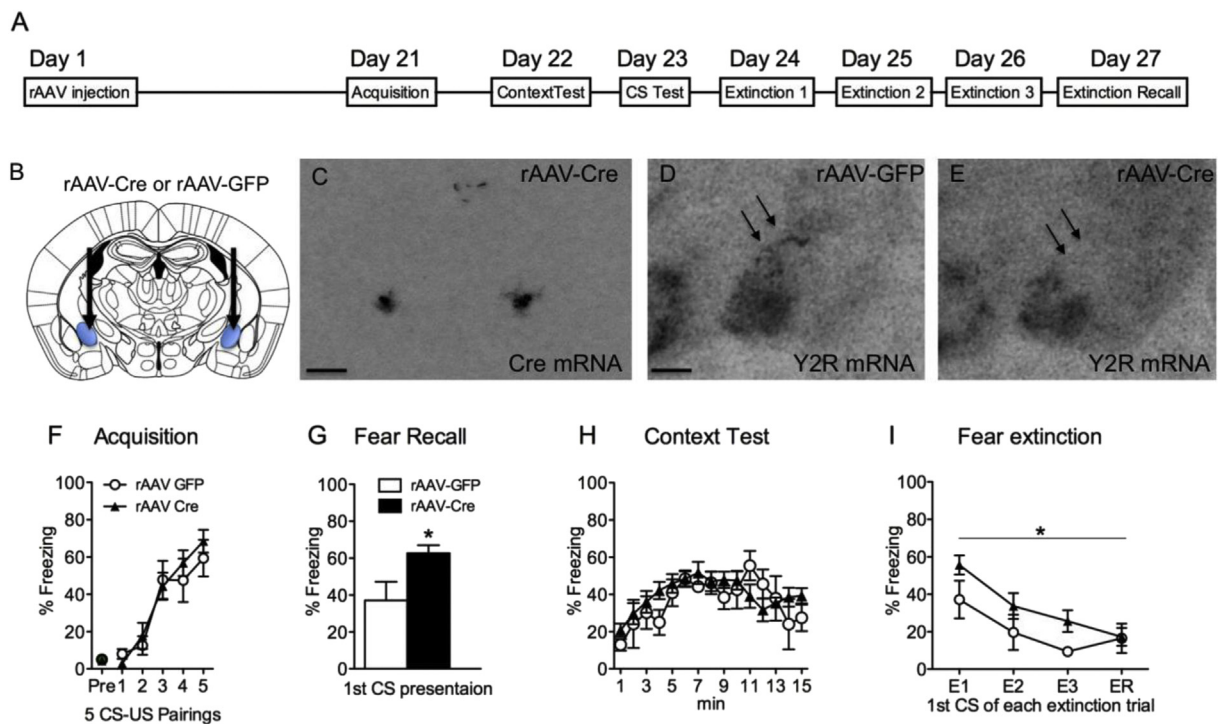 A
Day 1 Day 21 Day 22 Day 23 Day 24 Day 25 Day 26 Day 27
rAAV injection Acquisition ContextTest CS Test Extinction 1 Extinction 2 Extinction 3 Extinction Recall
B
rAAV-Cre or rAAV-GFP
C rAAV-Cre
Cre mRNA
D rAAV-GFP
Y2R mRNA
E rAAV-Cre
Y2R mRNA
F Acquisition
100
80
60
40
20
0
% Freezing
rAAV GFP
rAAV Cre
Pre 1 2 3 4 5
5 CS-US Pairings
G Fear Recall
100
80
60
40
20
0
% Freezing
rAAV-GFP
rAAV-Cre
*
1st CS presentaion
H Context Test
100
80
60
40
20
0
% Freezing
1 3 5 7 9 11 13 15
min
I Fear extinction
100
80
60
40
20
0
% Freezing
*
E1 E2 E3 ER
1st CS of each extinction trial